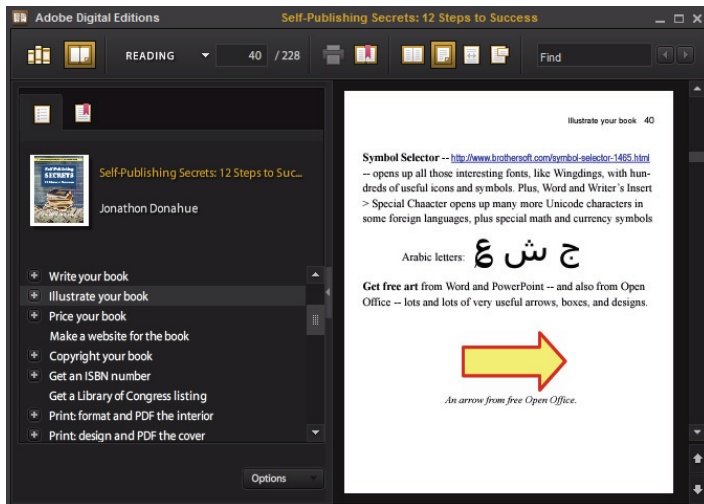 Adobe Digital Editions
Self-Publishing Secrets: 12 Steps to Success
READING
40 / 228
Find
Self-Publishing
SECRETS
Self-Publishing Secrets: 12 Steps to Suc...
Jonathon Donahue
Write your book
Illustrate your book
Price your book
Make a website for the book
Copyright your book
Get an ISBN number
Get a Library of Congress listing
Print: format and PDF the interior
Print: design and PDF the cover
Options
Illustrate your book 40
Symbol Selector -- http://www.brothersoft.com/symbol-selector-1465.html
-- opens up all those interesting fonts, like Wingdings, with hun-
dreds of useful icons and symbols. Plus, Word and Writer's Insert
> Special Chaacter opens up many more Unicode characters in
some foreign languages, plus special math and currency symbols
Arabic letters: ج ش ع
Get free art from Word and PowerPoint -- and also from Open
Office -- lots and lots of very useful arrows, boxes, and designs.
An arrow from free Open Office.